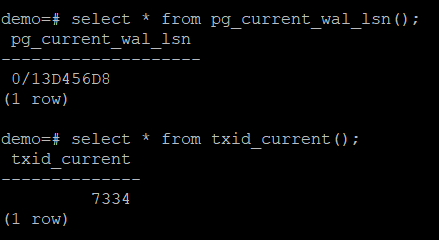 demo=# select * from pg_current_wal_lsn();
 pg_current_wal_lsn
--------------------
 0/13D456D8
(1 row)

demo=# select * from txid_current();
 txid_current
--------------
         7334
(1 row)